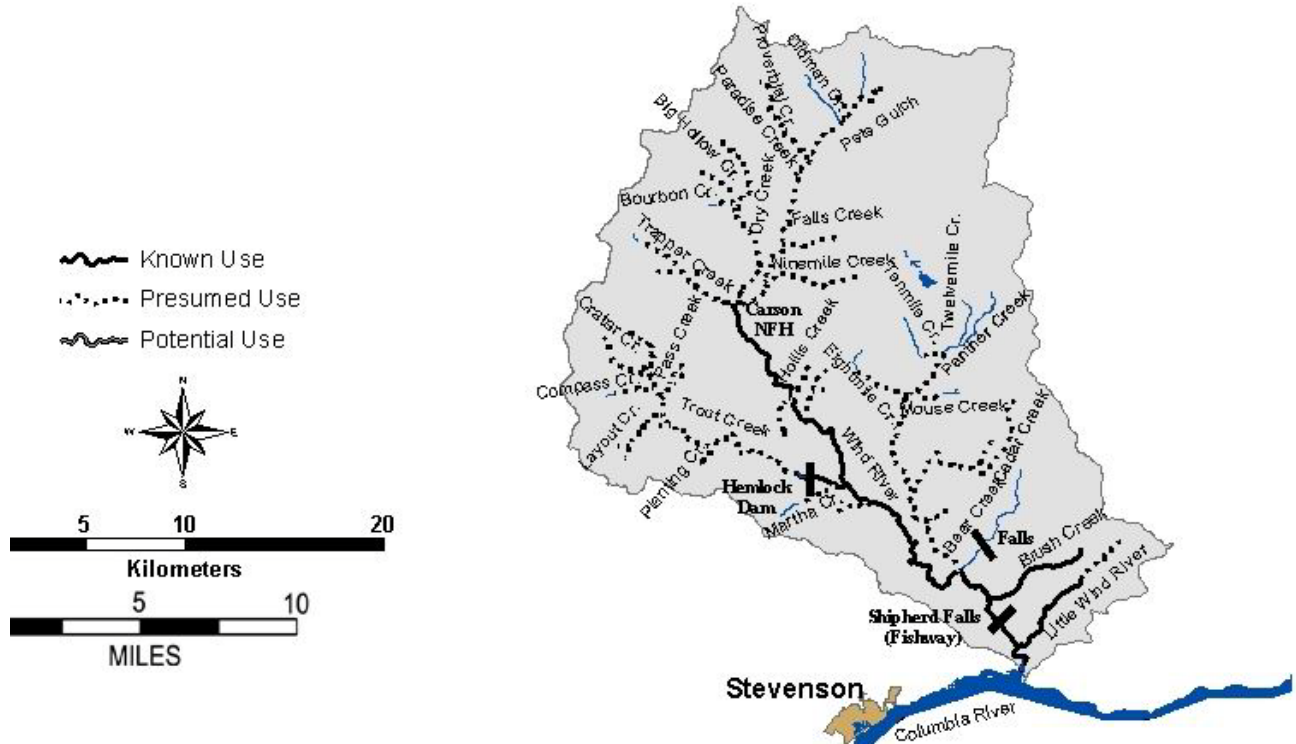 Proverbial Cr.
Oldman Cr.
Paradise Creek
Pete Gulch
Big Hollow Cr.
Dry Creek
Bourbon Cr.
Falls Creek
Trapper Creek
Ninemile Creek
Tenmile Cr.
Twelvemile Cr.
Known Use
Presumed Use
Potential Use
Carson
NFH
Crater Cr.
Pass Creek
Hollis Creek
Eightmile Cr.
Panther Creek
Compass Cr.
Mouse Creek
Trout Creek
Layout Cr.
Planting Cr.
Wind River
Cedar Creek
N
W
E
S
Hemlock
Dam
Martha Cr.
Bear Creek
Falls
Brush Creek
5
10
20
Kilometers
5
10
MILES
Shipherd Falls
(Fishway)
Little Wind River
Stevenson
Columbia River